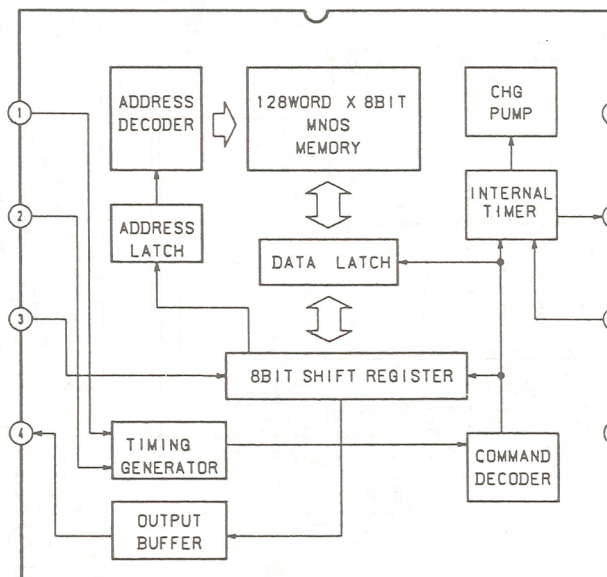 ADDRESS
DECODER
128WORD X 8BIT
MNOS
MEMORY
CHG
PUMP
1
2
ADDRESS
LATCH
INTERNAL
TIMER
DATA LATCH
3
8BIT SHIFT REGISTER
4
TIMING
GENERATOR
COMMAND
DECODER
OUTPUT
BUFFER